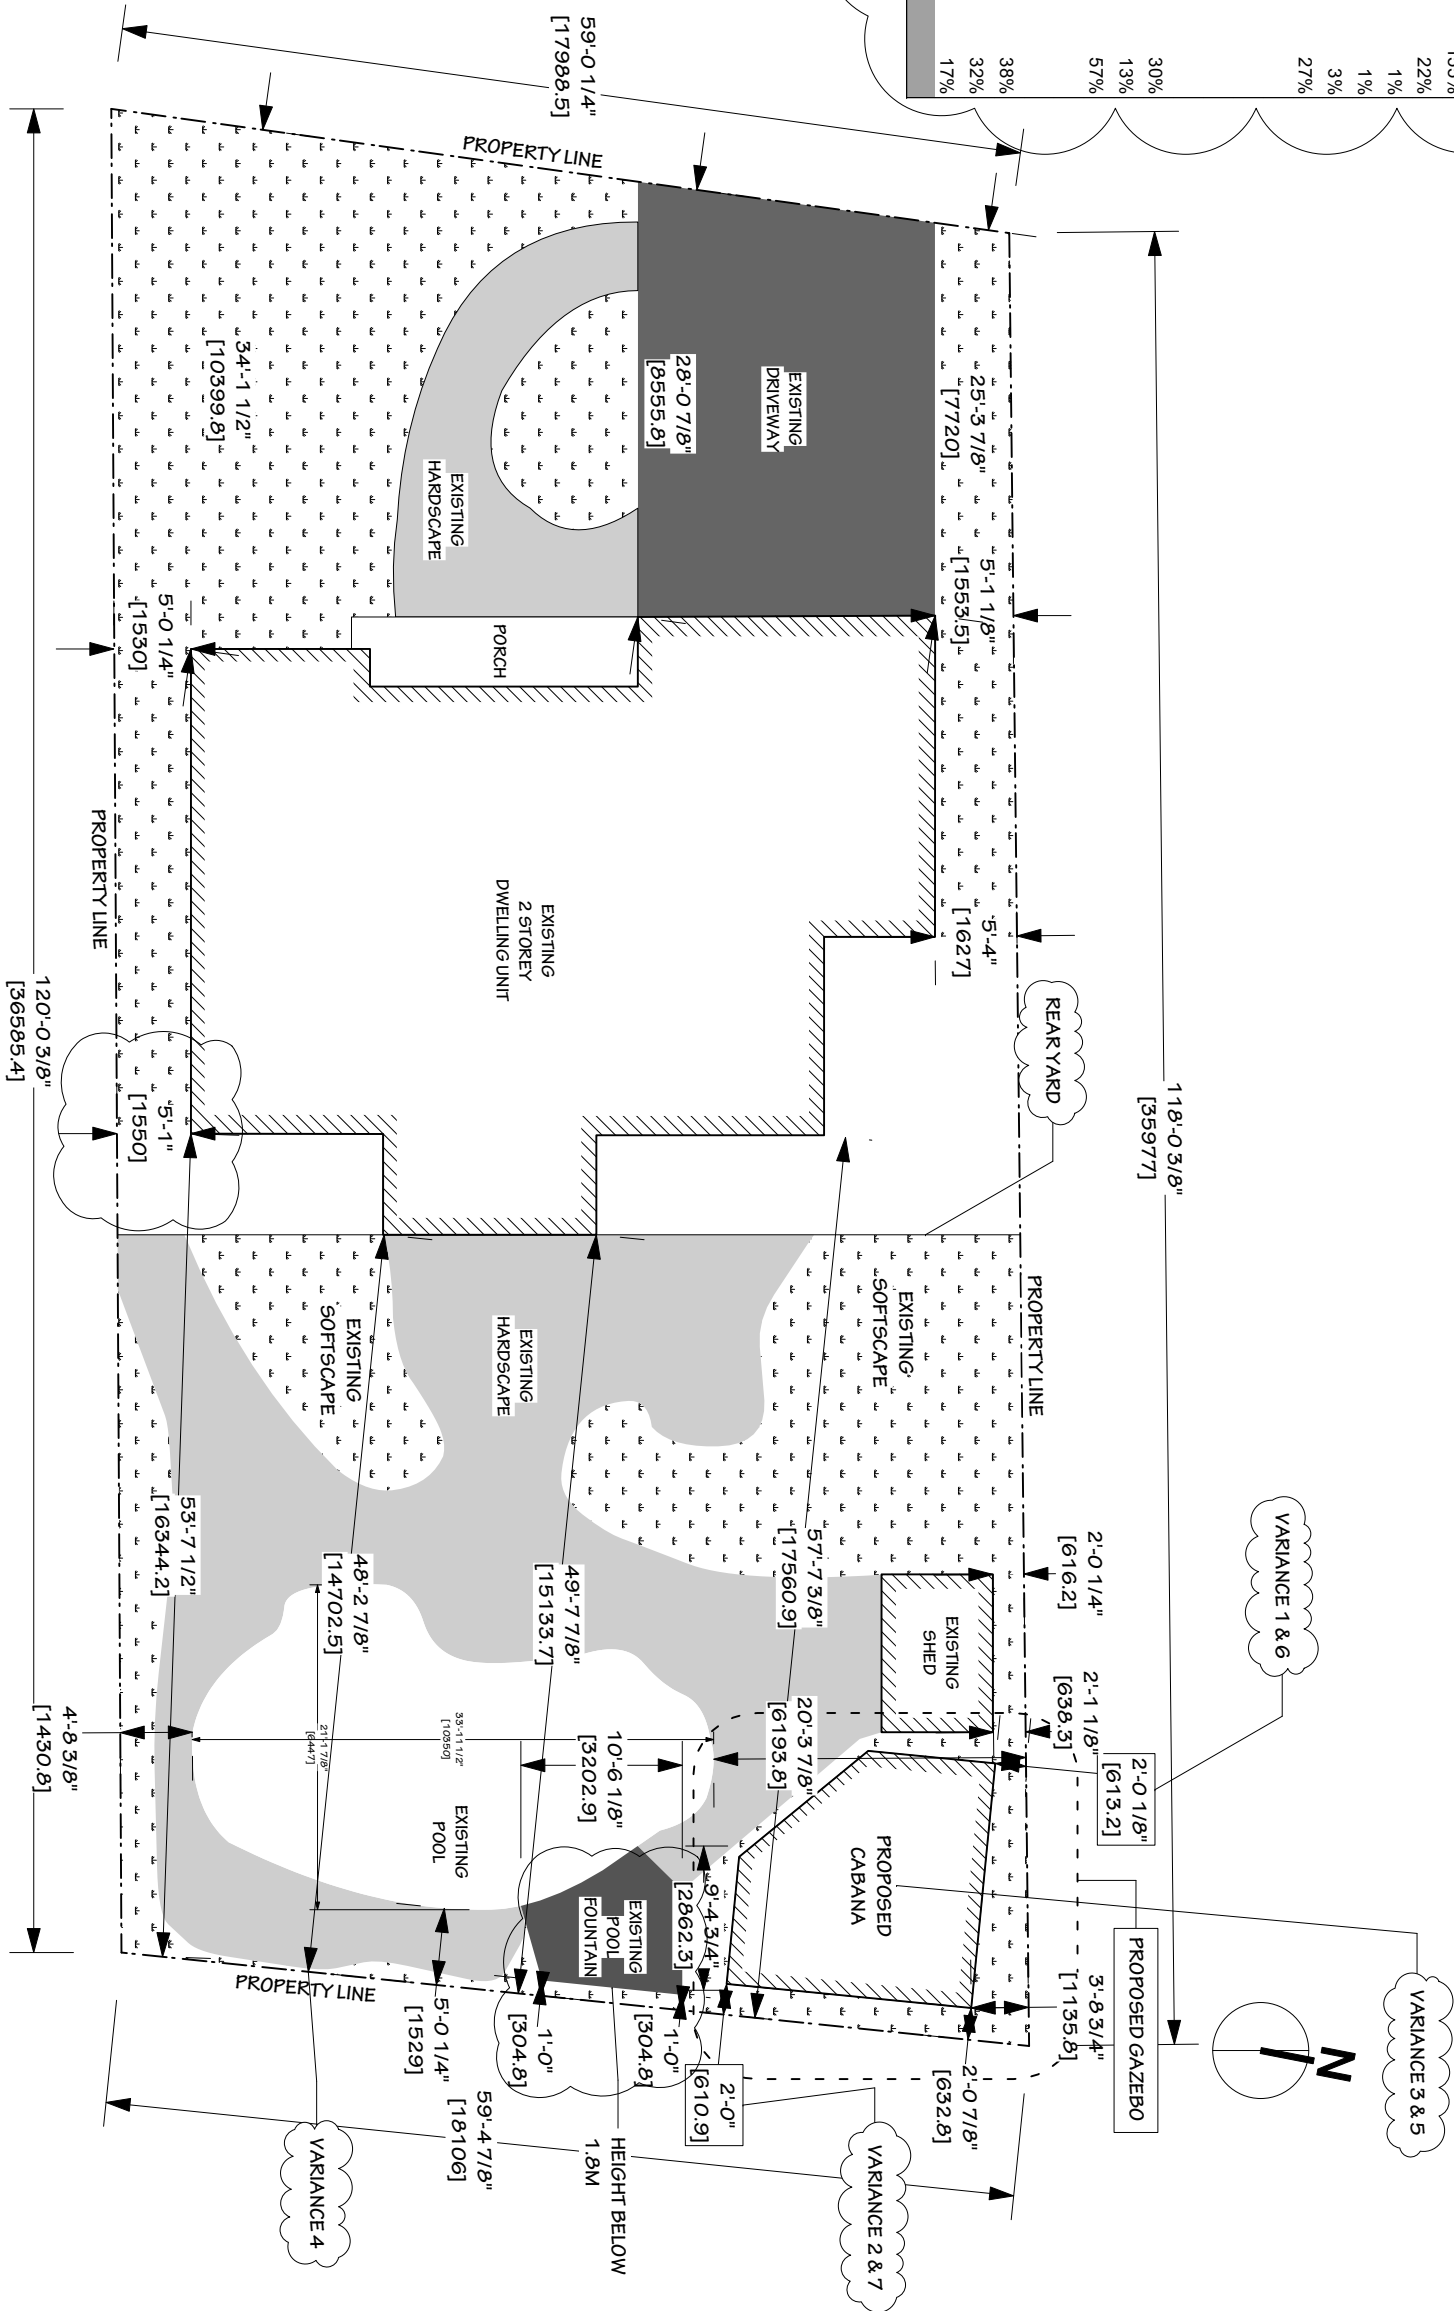 133%
22%
1%
1%
3%
27%
30%
13%
57%
38%
32%
17%
59'-0 1/4"
[17988.5]
PROPERTY LINE
118'-0 3/8"
[35977]
25'-3 7/8"
[7720]
EXISTING
DRIVEWAY
28'-0 7/8"
[8555.8]
34'-1 1/2"
[10399.8]
EXISTING
HARDSCAPE
5'-1 1/8"
[1553.5]
5'-0 1/4"
[1530]
PORCH
5'-4"
[1627]
EXISTING
2 STOREY
DWELLING UNIT
PROPERTY LINE
120'-0 3/8"
[36585.4]
5'-1"
[1550]
REAR YARD
PROPERTY LINE
EXISTING
SOFTSCAPE
EXISTING
HARDSCAPE
EXISTING
SOFTSCAPE
53'-7 1/2"
[16344.2]
48'-2 7/8"
[14702.5]
49'-7 7/8"
[15133.7]
57'-7 3/8"
[17560.9]
2'-0 1/4"
[616.2]
EXISTING
SHED
VARIANCE 1 & 6
2'-1 1/8"
[638.3]
2'-0 1/8"
[613.2]
20'-3 7/8"
[6193.8]
10'-6 1/8"
[3202.9]
33'-11 1/2"
[10350]
21'-1 7/8"
[6447]
4'-8 3/8"
[1430.8]
EXISTING
POOL
PROPOSED
CABANA
9'-4 3/4"
[2862.3]
EXISTING
POOL
FOUNTAIN
PROPOSED GAZEBO
3'-8 3/4"
[1135.8]
VARIANCE 3 & 5
N
PROPERTY LINE
5'-0 1/4"
[1529]
1'-0"
[304.8]
1'-0"
[304.8]
2'-0"
[610.9]
2'-0 7/8"
[632.8]
59'-4 7/8"
[18106]
HEIGHT BELOW
1.8M
VARIANCE 4
VARIANCE 2 & 7